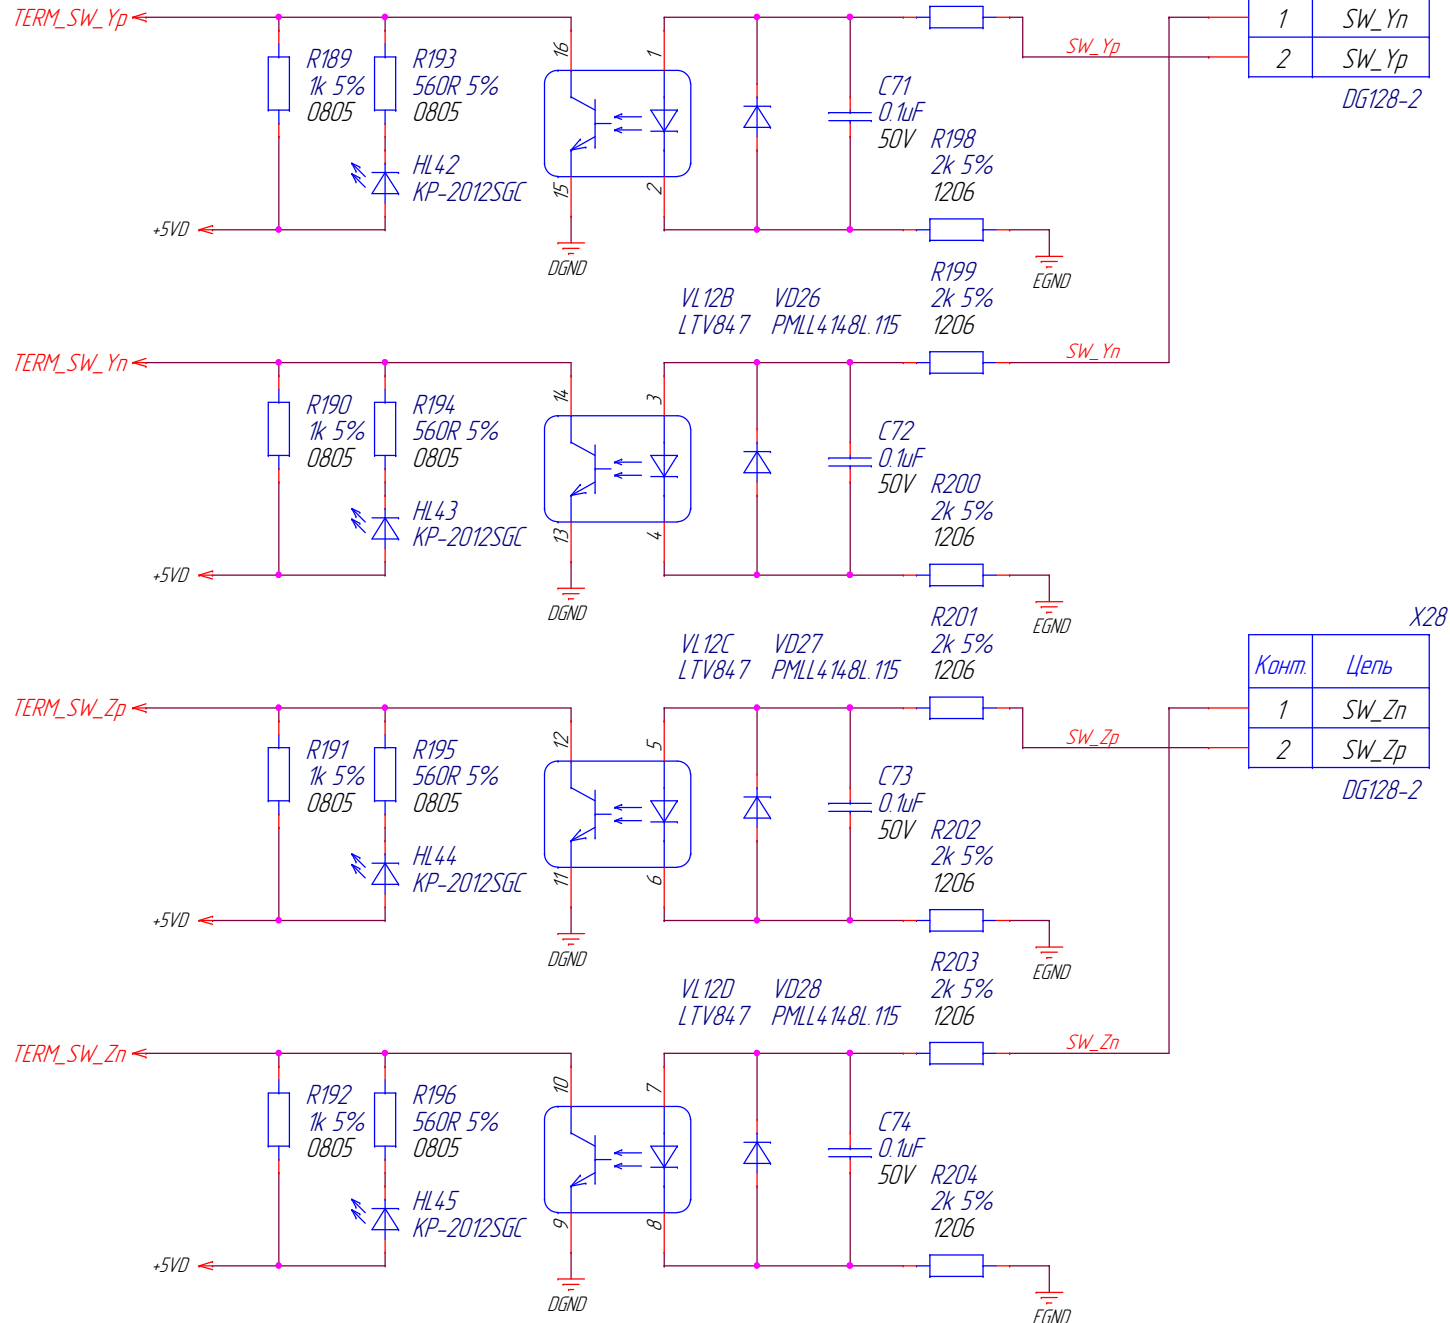 TERM_SW_Yp
R189
1k 5%
0805
R193
560R 5%
0805
HL42
KP-2012SGC
+5VD
16
15
1
2
DGND
C71
0.1uF
50V
R198
2k 5%
1206
EGND
SW_Yp
1 SW_Yn
2 SW_Yp
DG128-2
VL12B
LTV847
VD26
PMLL4148L.115
R199
2k 5%
1206
TERM_SW_Yn
R190
1k 5%
0805
R194
560R 5%
0805
HL43
KP-2012SGC
+5VD
14
13
3
4
DGND
C72
0.1uF
50V
R200
2k 5%
1206
EGND
SW_Yn
VL12C
LTV847
VD27
PMLL4148L.115
R201
2k 5%
1206
X28
Конт. Цепь
1 SW_Zn
2 SW_Zp
DG128-2
TERM_SW_Zp
R191
1k 5%
0805
R195
560R 5%
0805
HL44
KP-2012SGC
+5VD
12
11
5
6
DGND
C73
0.1uF
50V
R202
2k 5%
1206
EGND
SW_Zp
VL12D
LTV847
VD28
PMLL4148L.115
R203
2k 5%
1206
TERM_SW_Zn
R192
1k 5%
0805
R196
560R 5%
0805
HL45
KP-2012SGC
+5VD
10
9
7
8
DGND
C74
0.1uF
50V
R204
2k 5%
1206
EGND
SW_Zn